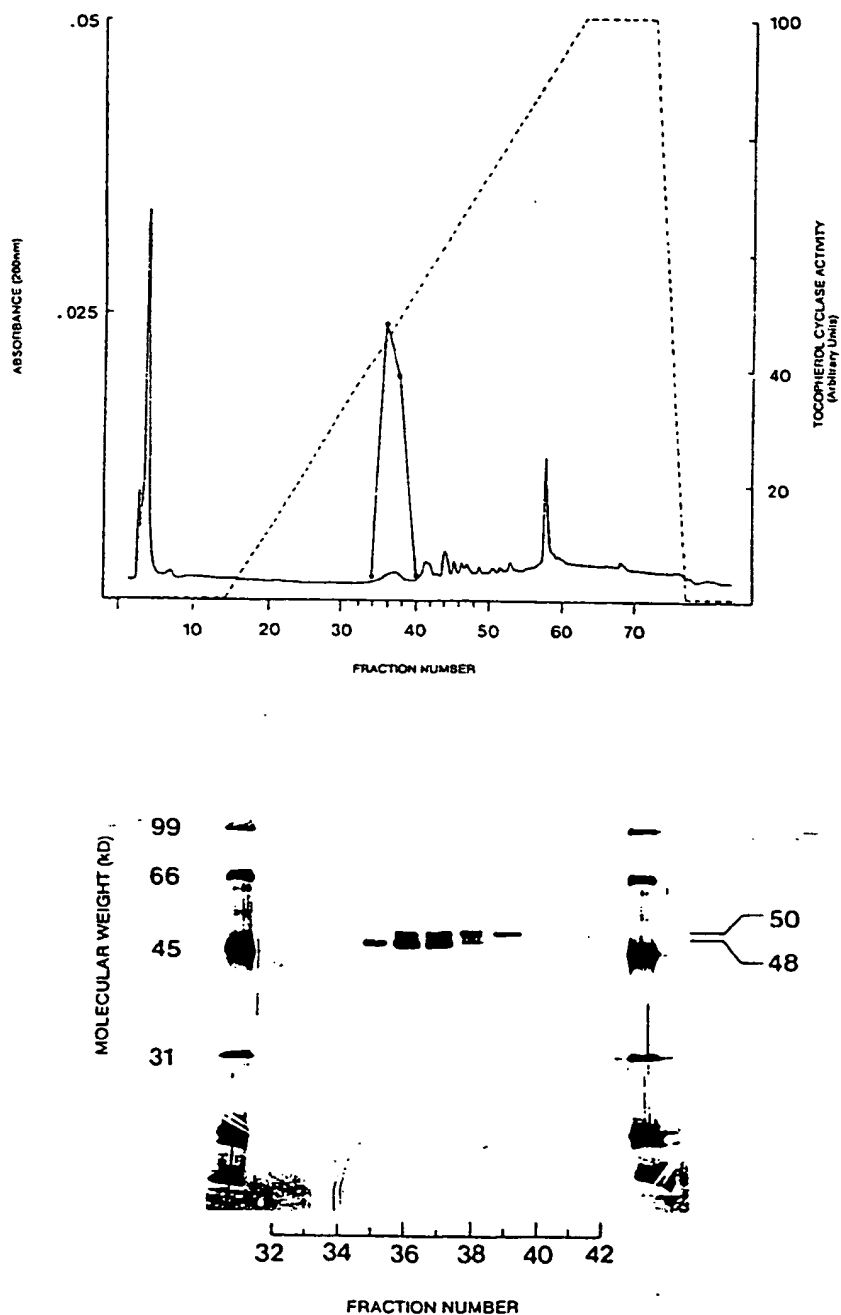 .05
100
ABSORBANCE (200nm)
.025
40
20
TOCOPHEROL CYCLASE ACTIVITY
(Arbitrary Units)
10 20 30 40 50 60 70
FRACTION NUMBER
MOLECULAR WEIGHT (kD)
99
66
45
31
50
48
32 34 36 38 40 42
FRACTION NUMBER